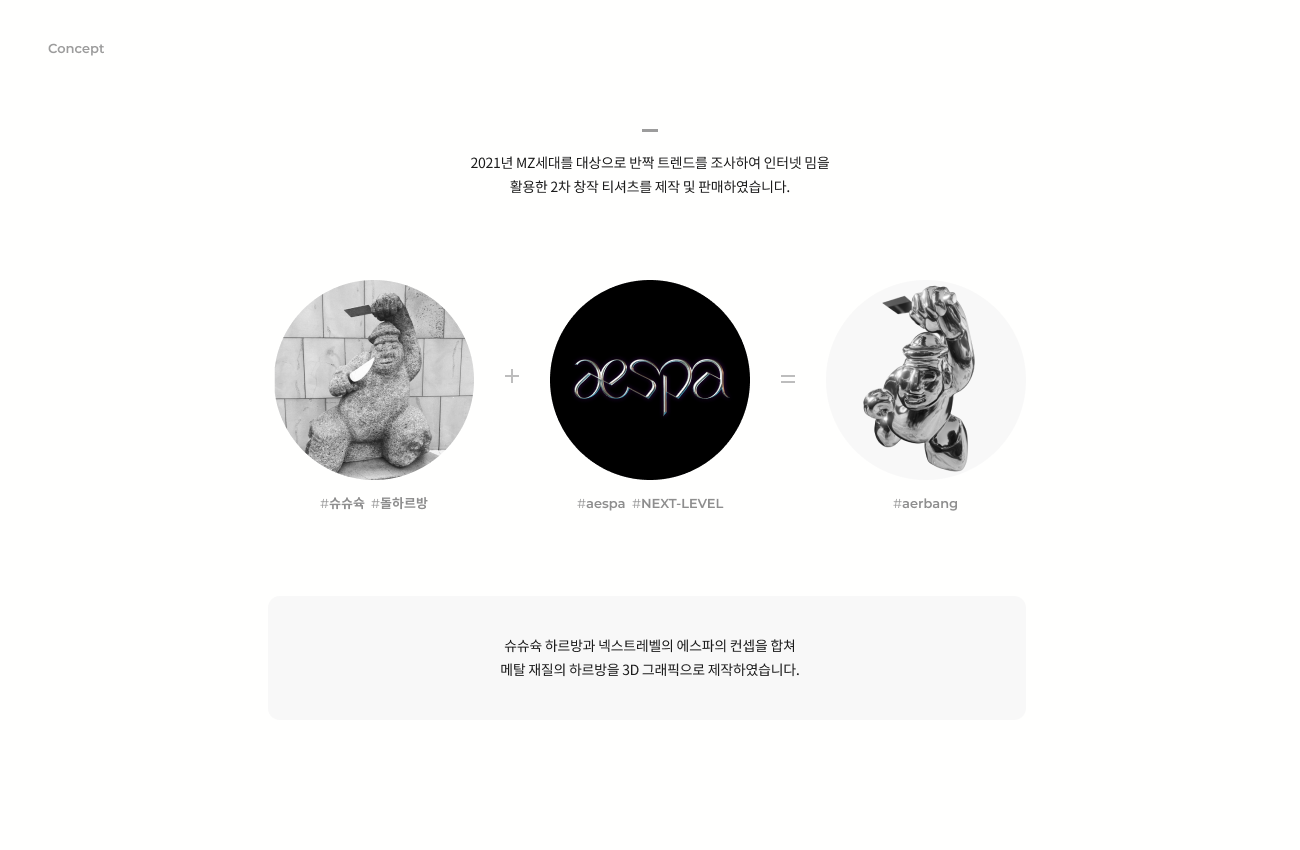 Concept
2021년 MZ세대를 대상으로 반짝 트렌드를 조사하여 인터넷 밈을
활용한 2차 창작 티셔츠를 제작 및 판매하였습니다.
aespa
#슈슈슉 #돌하르방
#aespa #NEXT-LEVEL
#aerbang
슈슈슉 하르방과 넥스트레벨의 에스파의 컨셉을 합쳐
메탈 재질의 하르방을 3D 그래픽으로 제작하였습니다.